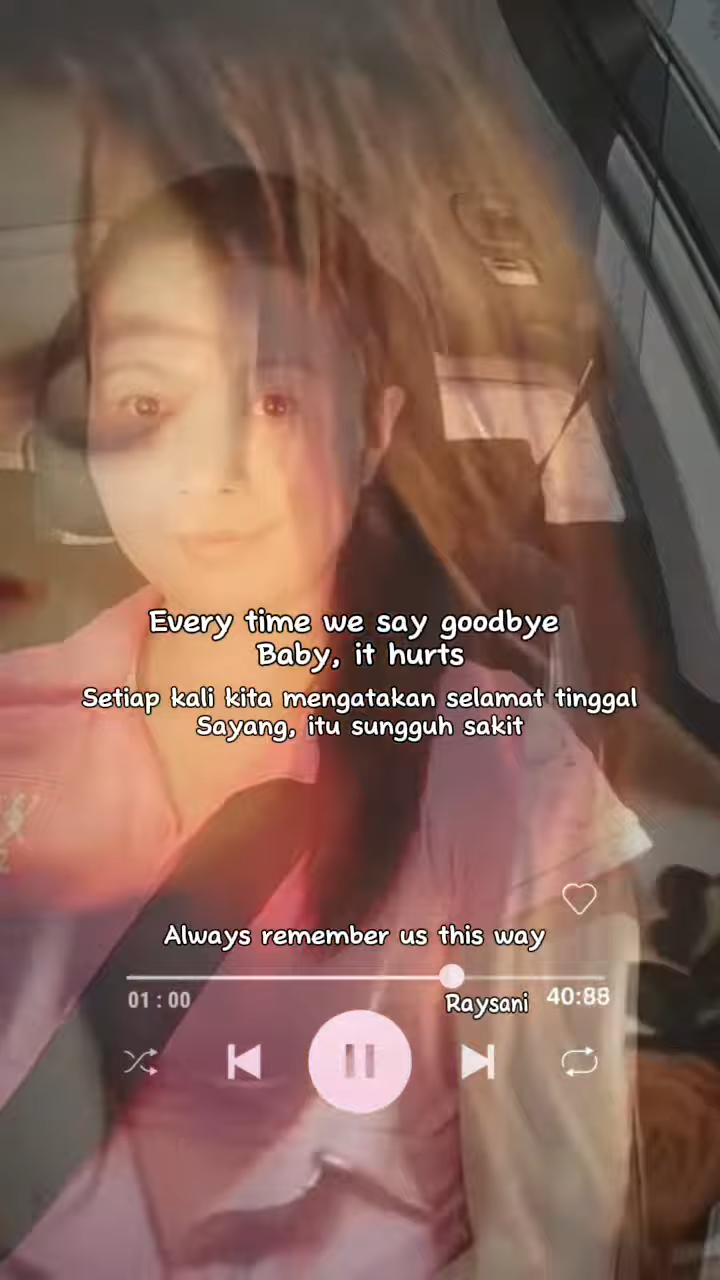 Every time we say goodbye
Baby, it hurts
Setiap kali kita mengatakan selamat tinggal
Sayang, itu sungguh sakit
Always remember us this way
01 : 00
Raysani
40:88